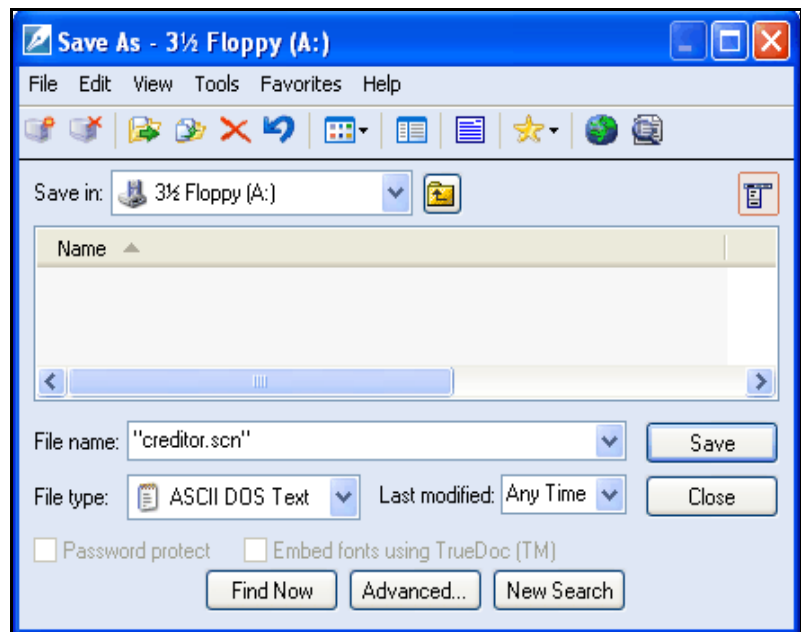 Save As - 3½ Floppy (A:)
File Edit View Tools Favorites Help
Save in: 3½ Floppy (A:)
Name
File name: "creditor.scn" Save
File type: ASCII DOS Text Last modified: Any Time Close
Password protect Embed fonts using TrueDoc (TM)
Find Now Advanced... New Search